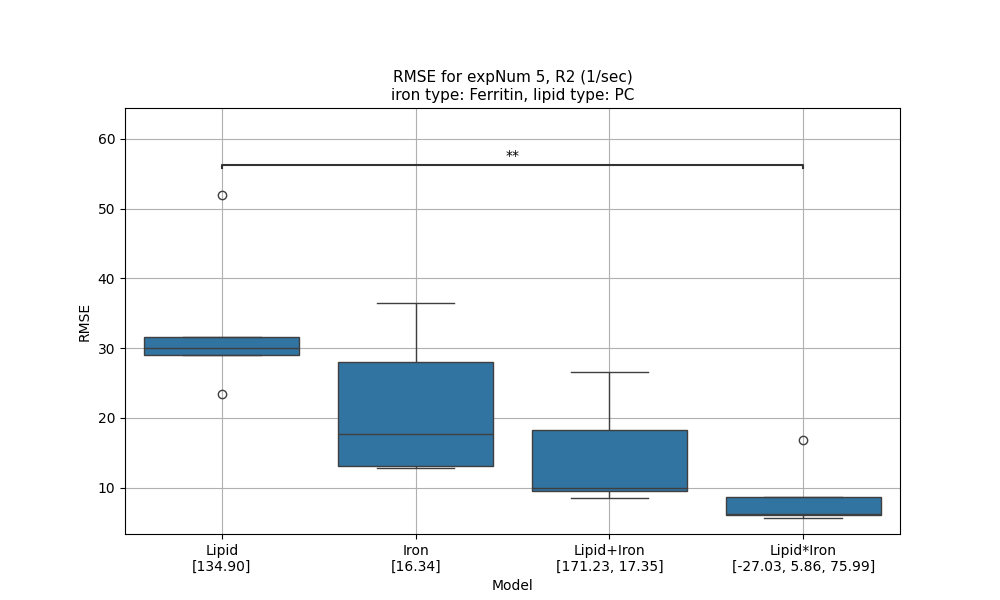 RMSE for expNum 5, R2 (1/sec)
iron type: Ferritin, lipid type: PC
60
50
40
30
20
10
RMSE
**
Lipid
[134.90]
Iron
[16.34]
Lipid+Iron
[171.23, 17.35]
Lipid*Iron
[-27.03, 5.86, 75.99]
Model